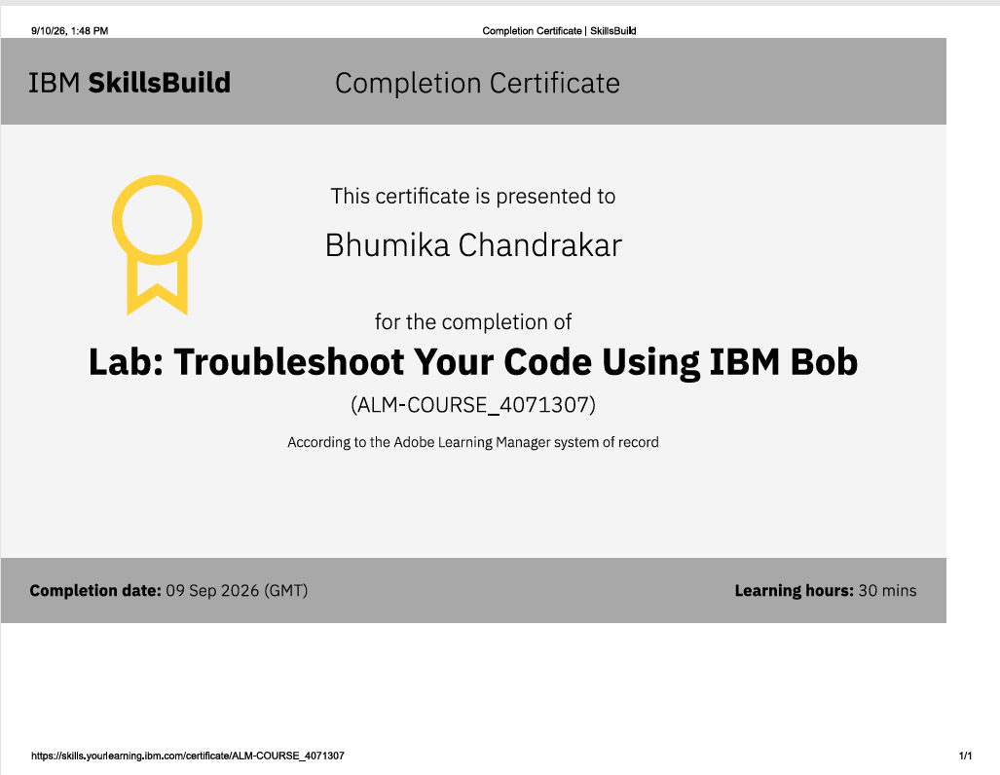 9/10/26, 1:48 PM
Completion Certificate | SkillsBuild
IBM SkillsBuild
Completion Certificate
This certificate is presented to
Bhumika Chandrakar
for the completion of
Lab: Troubleshoot Your Code Using IBM Bob
(ALM-COURSE_4071307)
According to the Adobe Learning Manager system of record
Completion date: 09 Sep 2026 (GMT)
Learning hours: 30 mins
https://skills.yourlearning.ibm.com/certificate/ALM-COURSE_4071307
1/1